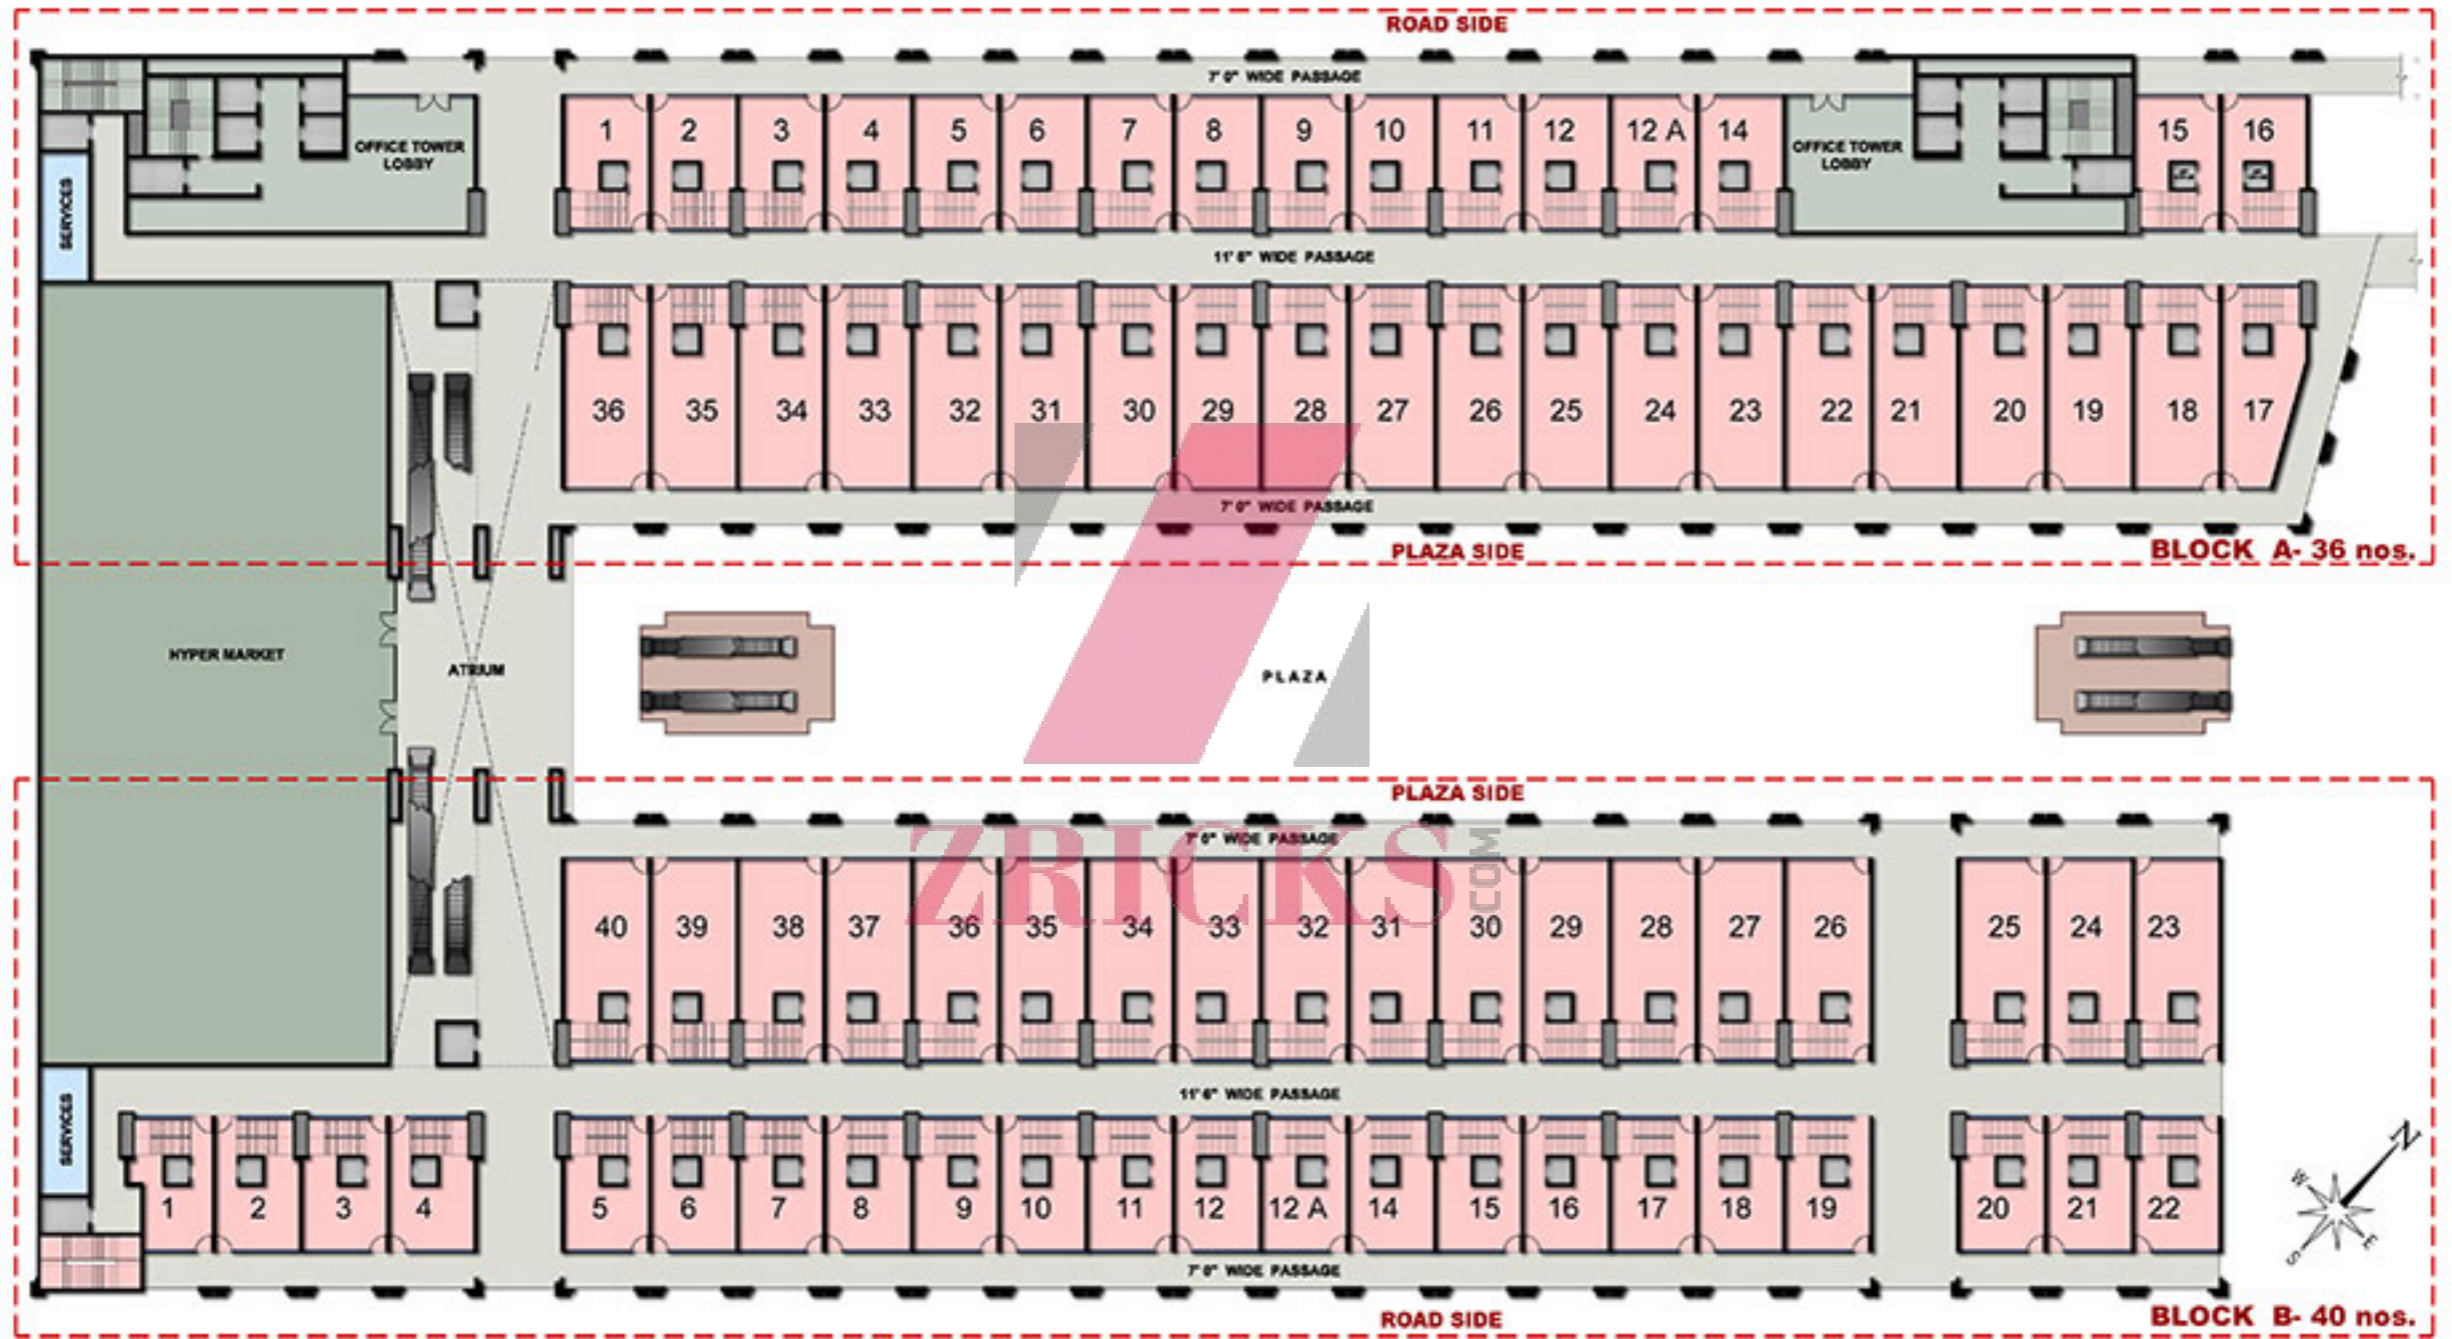 ROAD SIDE
7' 0" WIDE PASSAGE
1 2 3 4 5 6 7 8 9 10 11 12 12 A 14 15 16
OFFICE TOWER
LOBBY
OFFICE TOWER
LOBBY
SERVICES
11' 6" WIDE PASSAGE
36 35 34 33 32 31 30 29 28 27 26 25 24 23 22 21 20 19 18 17
7' 0" WIDE PASSAGE
PLAZA SIDE
BLOCK A- 36 nos.
HYPER MARKET
ATRIUM
PLAZA
PLAZA SIDE
7' 0" WIDE PASSAGE
ZRICKS
COM
40 39 38 37 36 35 34 33 32 31 30 29 28 27 26 25 24 23
11' 6" WIDE PASSAGE
SERVICES
1 2 3 4 5 6 7 8 9 10 11 12 12 A 14 15 16 17 18 19 20 21 22
N
W
E
S
7' 0" WIDE PASSAGE
ROAD SIDE
BLOCK B- 40 nos.